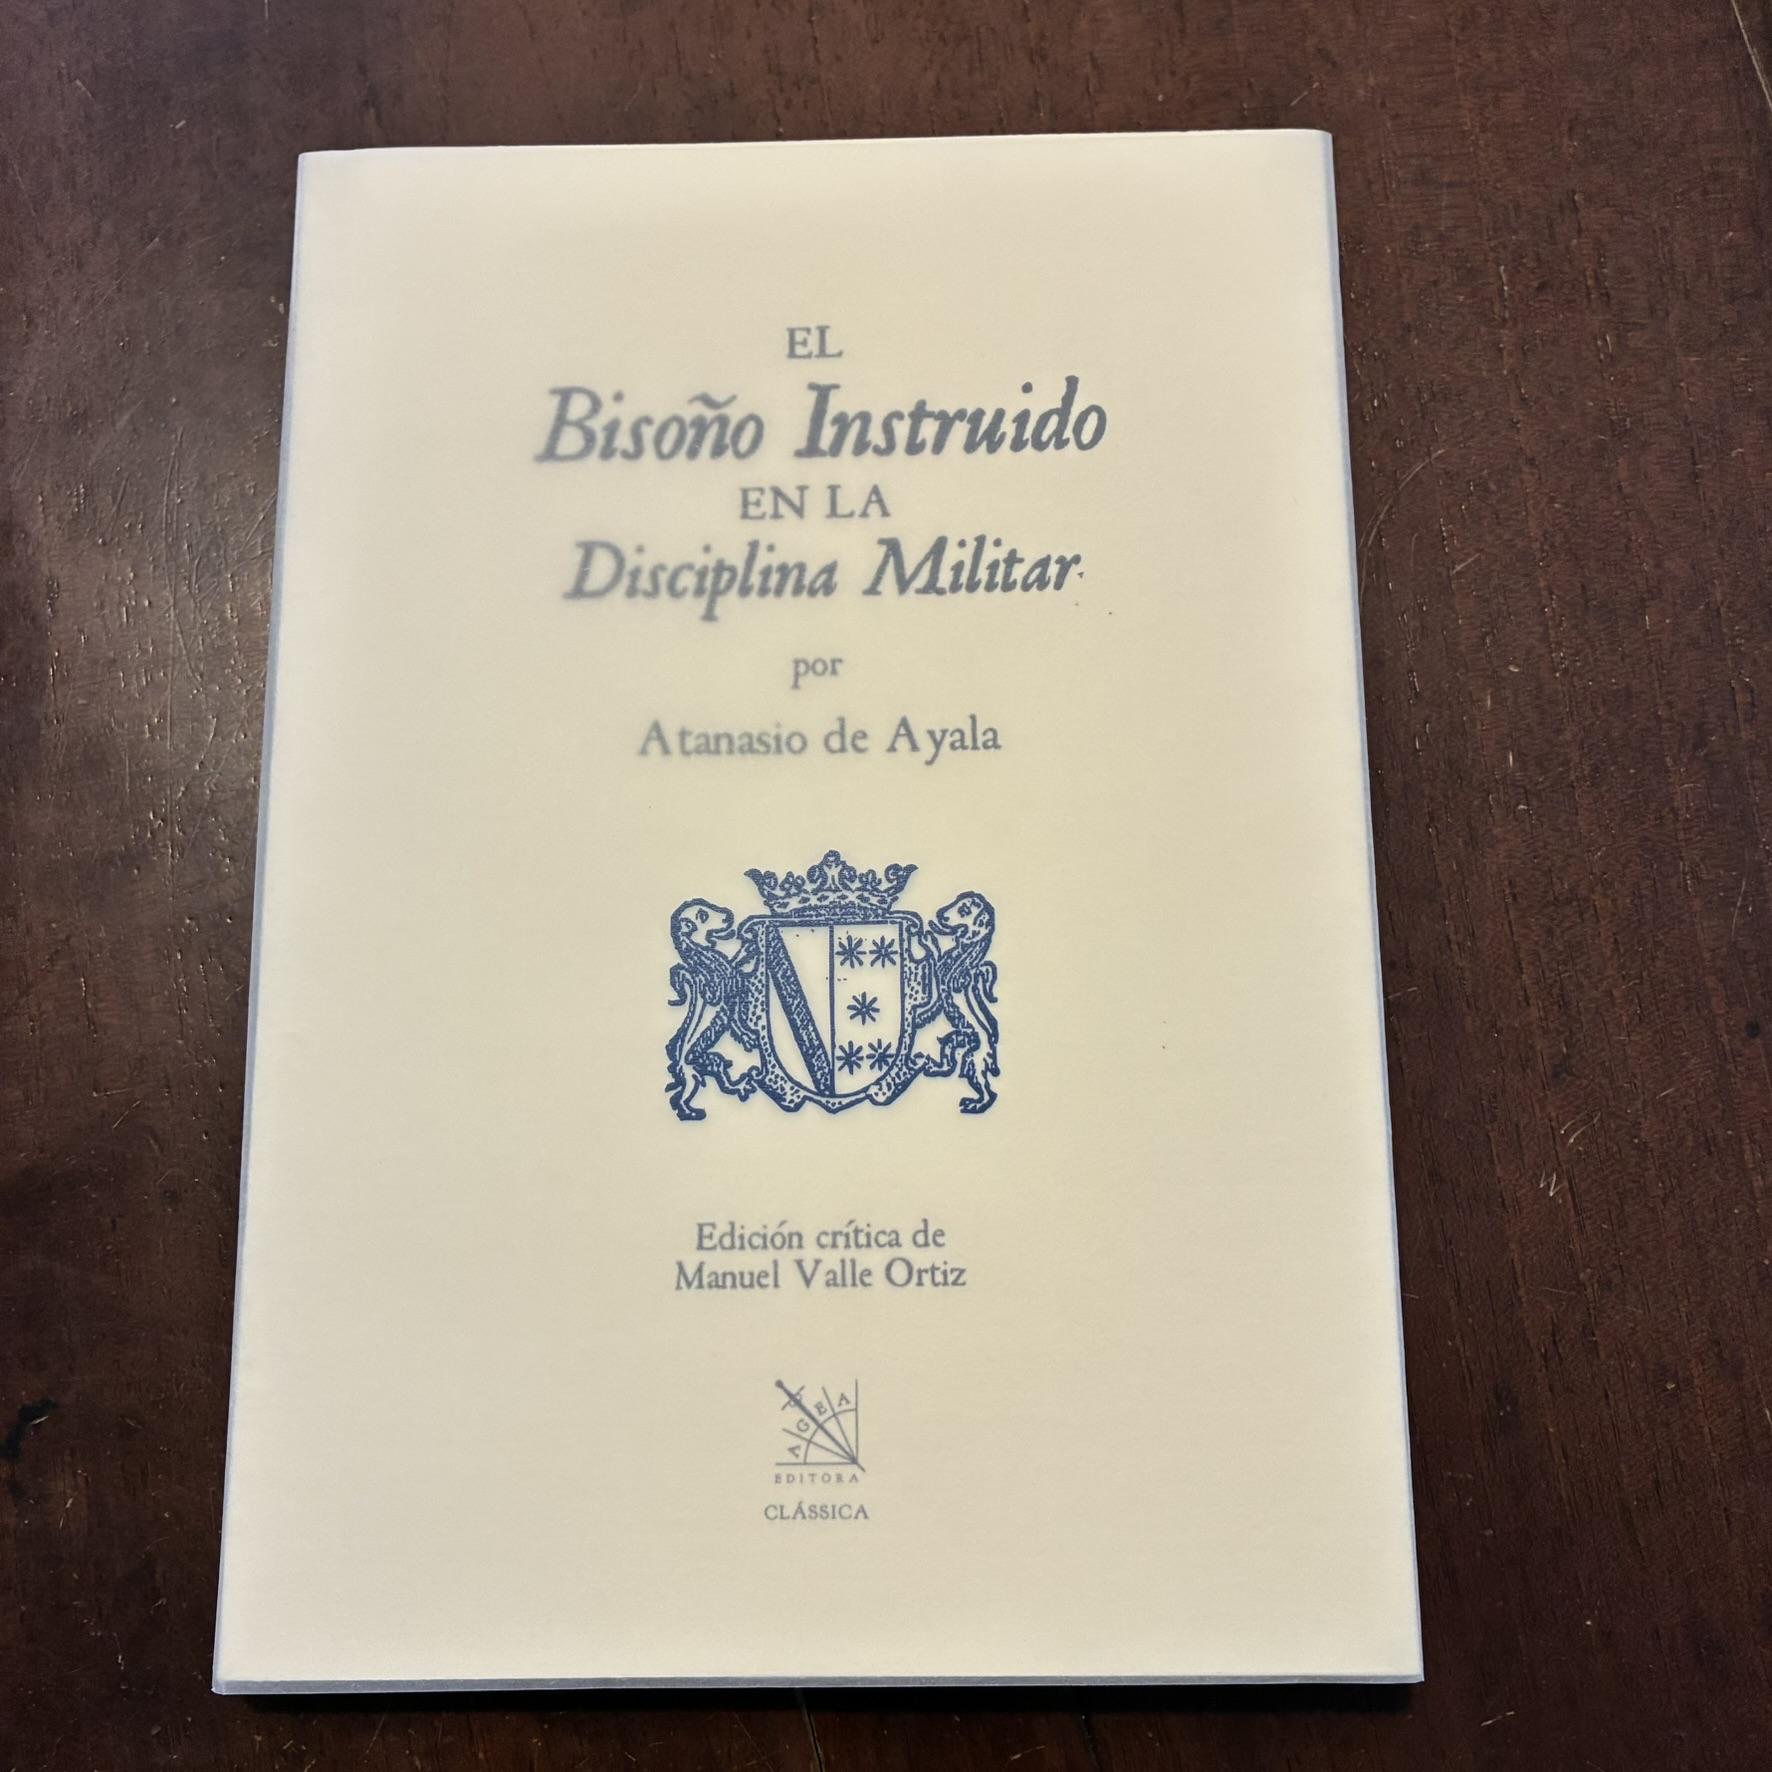 EL
Bisoño Instruido
EN LA
Disciplina Militar
por
Atanasio de Ayala
Edición crítica de
Manuel Valle Ortiz
AGEA
EDITORA
CLÁSSICA